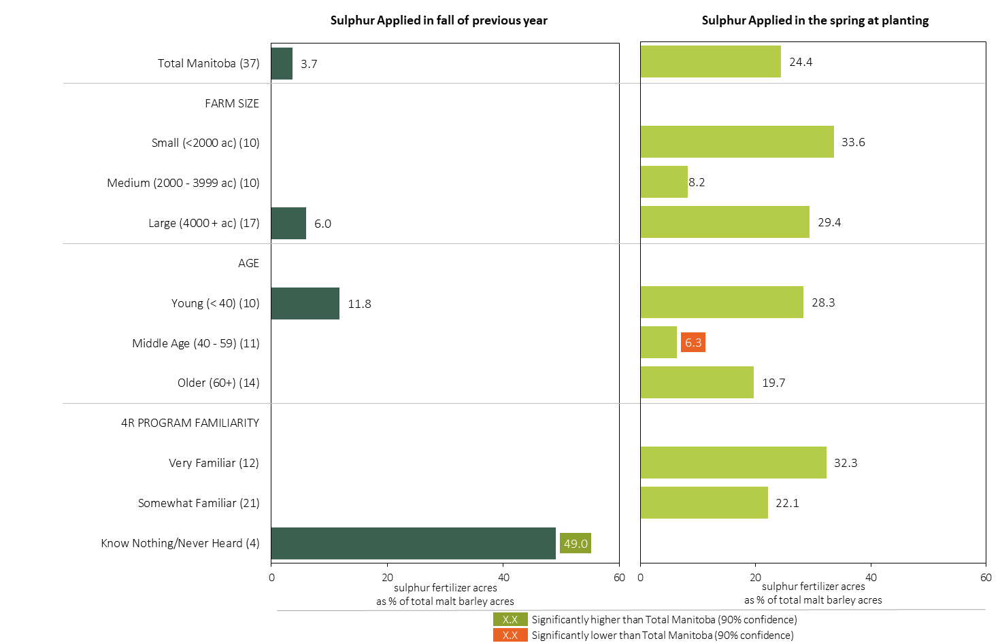 Sulphur Applied in fall of previous year
Sulphur Applied in the spring at planting
Total Manitoba (37)
3.7
24.4
FARM SIZE
Small (<2000 ac) (10)
33.6
Medium (2000 - 3999 ac) (10)
8.2
Large (4000 + ac) (17)
6.0
29.4
AGE
Young (< 40) (10)
11.8
28.3
Middle Age (40 - 59) (11)
6.3
Older (60+) (14)
19.7
4R PROGRAM FAMILIARITY
Very Familiar (12)
32.3
Somewhat Familiar (21)
22.1
Know Nothing/Never Heard (4)
49.0
0 20 40 60
0 20 40 60
sulphur fertilizer acres
as % of total malt barley acres
sulphur fertilizer acres
as % of total malt barley acres
X.X Significantly higher than Total Manitoba (90% confidence)
X.X Significantly lower than Total Manitoba (90% confidence)